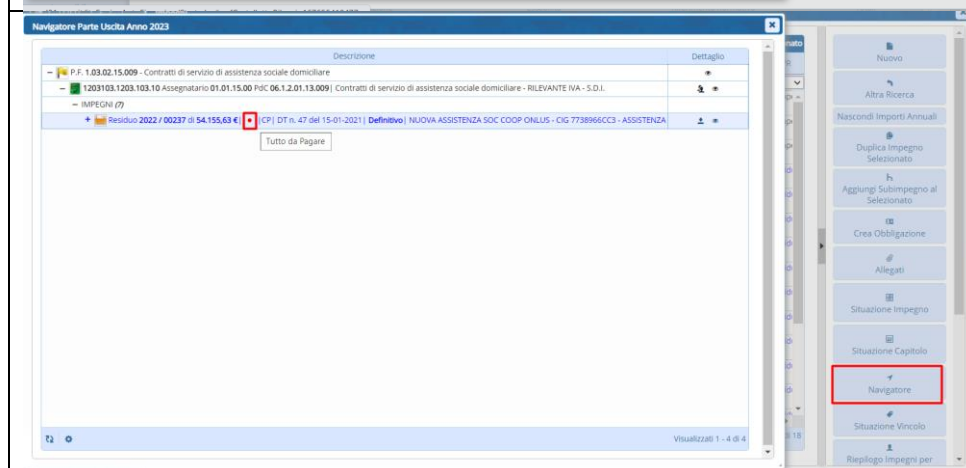 Navigatore Parte Uscita Anno 2023
Descrizione
Dettaglio
P.F. 1.03.02.15.009 - Contratti di servizio di assistenza sociale domiciliare
1203103.1203.103.10 Assegnatario 01.01.15.00 PdC 06.1.2.01.13.009| Contratti di servizio di assistenza sociale domiciliare - RILEVANTE IVA - S.D.I.
IMPEGNI (7)
Residuo 2022 / 00237 di 54.155,63 €| |CP| DT n. 47 del 15-01-2021| Definitivo| NUOVA ASSISTENZA SOC COOP ONLUS - CIG 7738966CC3 - ASSISTENZA
Tutto da Pagare
Visualizzati 1 - 4 di 4
nato
di 18
Nuovo
Altra Ricerca
Nascondi Importi Annuali
Duplica Impegno
Selezionato
Aggiungi Subimpegno al
Selezionato
Crea Obbligazione
Allegati
Situazione Impegno
Situazione Capitolo
Navigatore
Situazione Vincolo
Riepilogo Impegni per